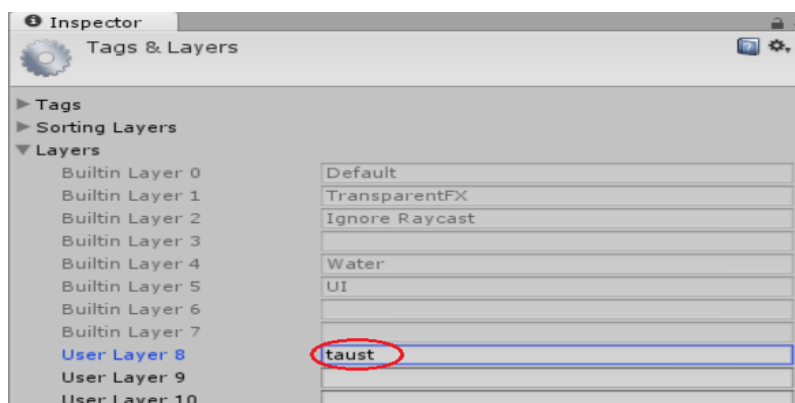 Inspector
Tags & Layers
Tags
Sorting Layers
Layers
Builtin Layer 0 Default
Builtin Layer 1 TransparentFX
Builtin Layer 2 Ignore Raycast
Builtin Layer 3
Builtin Layer 4 Water
Builtin Layer 5 UI
Builtin Layer 6
Builtin Layer 7
User Layer 8 taust
User Layer 9
User Layer 10